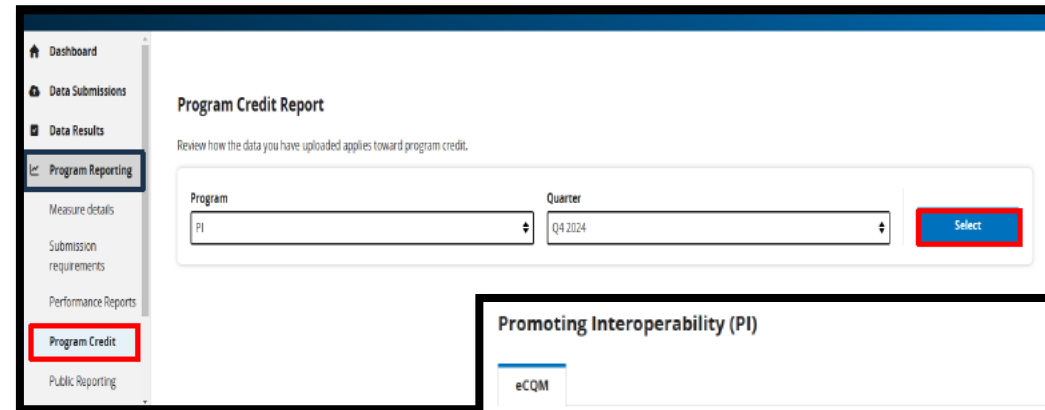 Dashboard
Data Submissions
Data Results
Program Reporting
Measure details
Submission
requirements
Performance Reports
Program Credit
Public Reporting
Program Credit Report
Review how the data you have uploaded applies toward program credit.
Program
Quarter
PI
Q4 2024
Select
Promoting Interoperability (PI)
eCQM